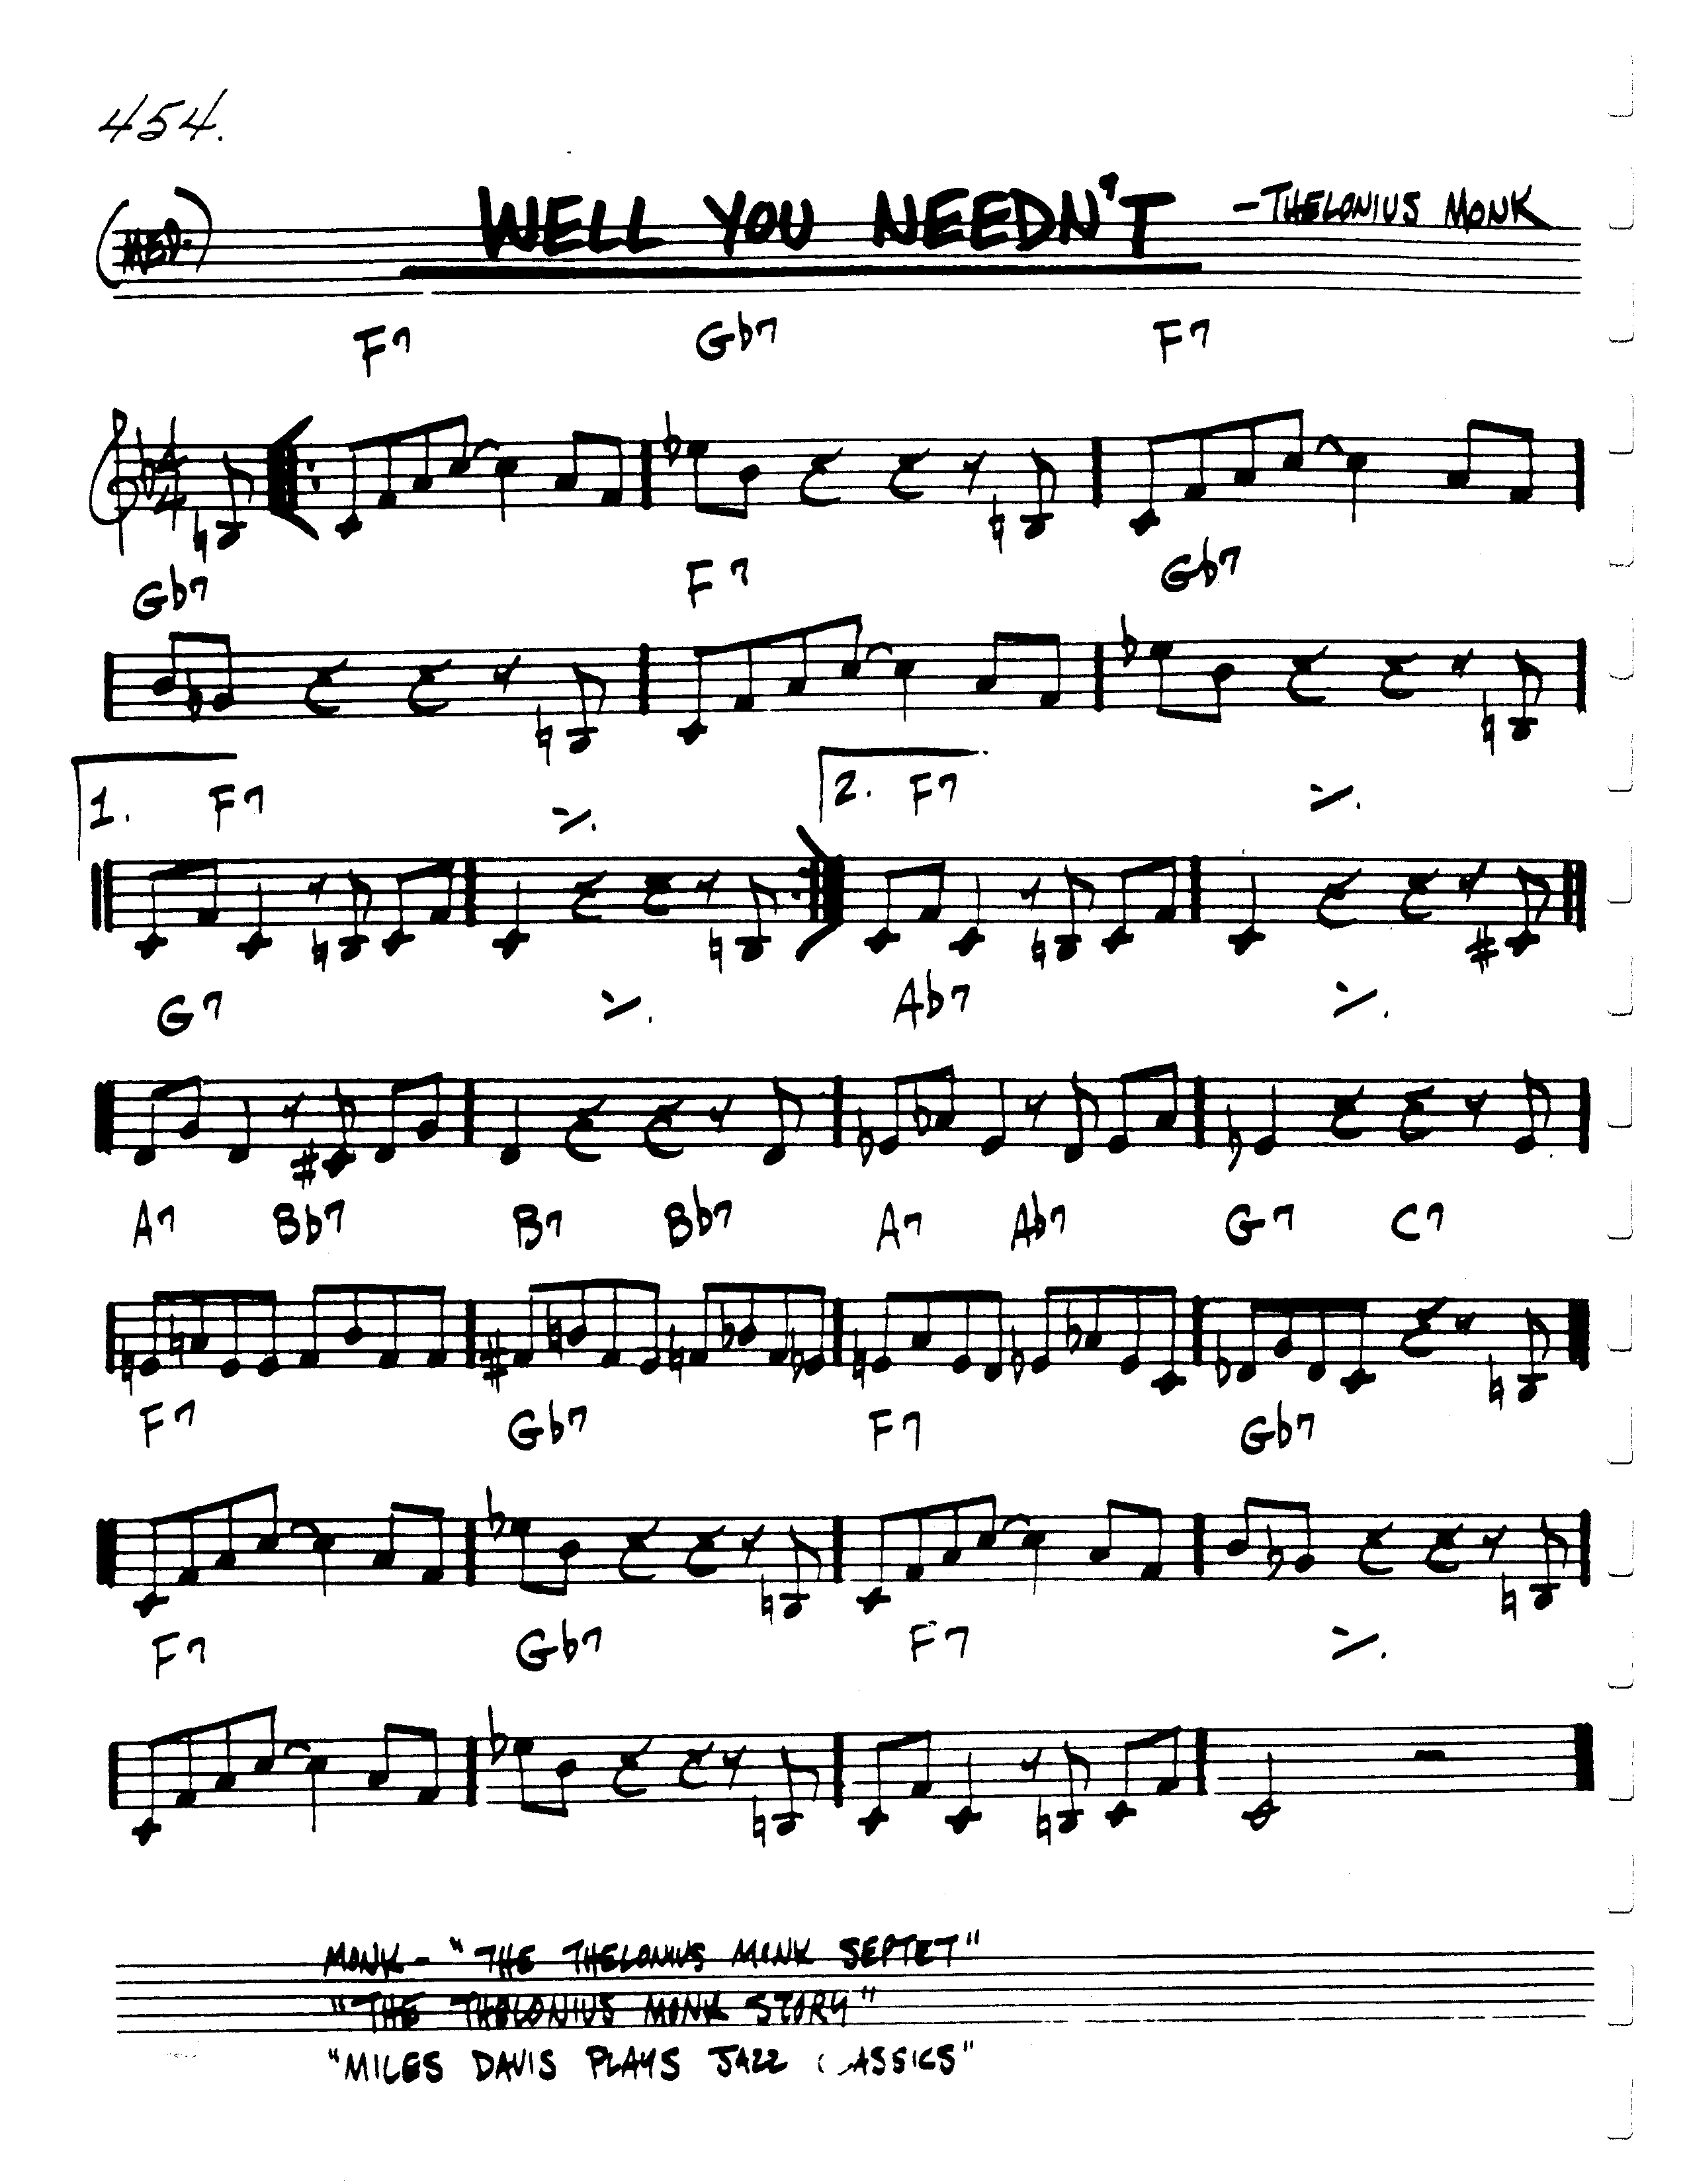 454.
(MED.) WELL YOU NEEDN'T - THELONIUS MONK
F7 Gb7 F7
4 4
Gb7 F7 Gb7
1. F7 2. F7
G7 Ab7
A7 Bb7 B7 Bb7 A7 Ab7 G7 C7
F7 Gb7 F7 Gb7
F7 Gb7 F7
MONK - "THE THELONIUS MONK SEPTET"
"THE THELONIUS MONK STORY"
"MILES DAVIS PLAYS JAZZ C ASSICS"